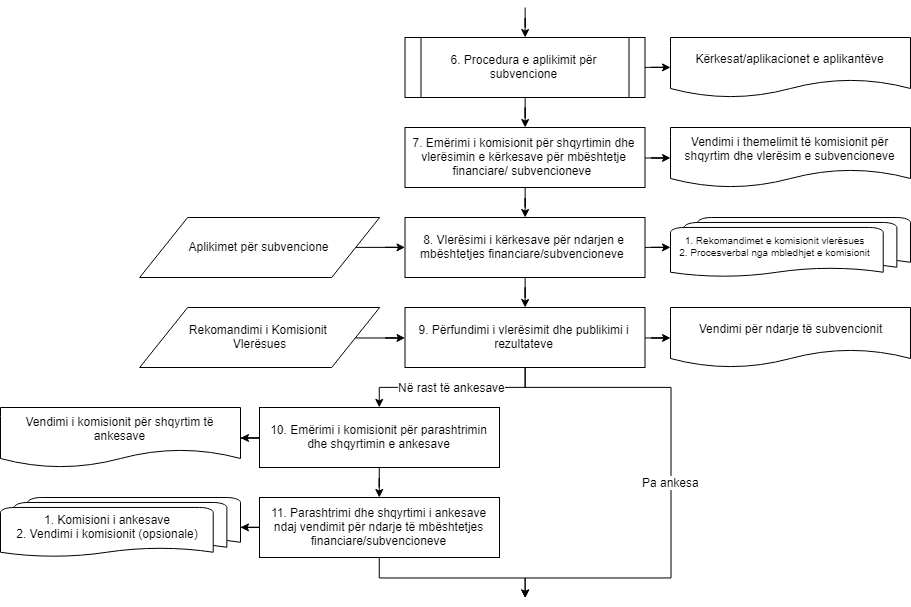 6. Procedura e aplikimit për
subvencione
Kërkesat/aplikacionet e aplikantëve
7. Emërimi i komisionit për shqyrtimin dhe
vlerësimin e kërkesave për mbështetje
financiare/ subvencioneve
Vendimi i themelimit të komisionit për
shqyrtim dhe vlerësim e subvencioneve
Aplikimet për subvencione
8. Vlerësimi i kërkesave për ndarjen e
mbështetjes financiare/subvencioneve
1. Rekomandimet e komisionit vlerësues
2. Procesverbal nga mbledhjet e komisionit
Rekomandimi i Komisionit
Vlerësues
9. Përfundimi i vlerësimit dhe publikimi i
rezultateve
Vendimi për ndarje të subvencionit
Në rast të ankesave
Vendimi i komisionit për shqyrtim të
ankesave
10. Emërimi i komisionit për parashtrimin
dhe shqyrtimin e ankesave
Pa ankesa
1. Komisioni i ankesave
2. Vendimi i komisionit (opsionale)
11. Parashtrimi dhe shqyrtimi i ankesave
ndaj vendimit për ndarje të mbështetjes
financiare/subvencioneve